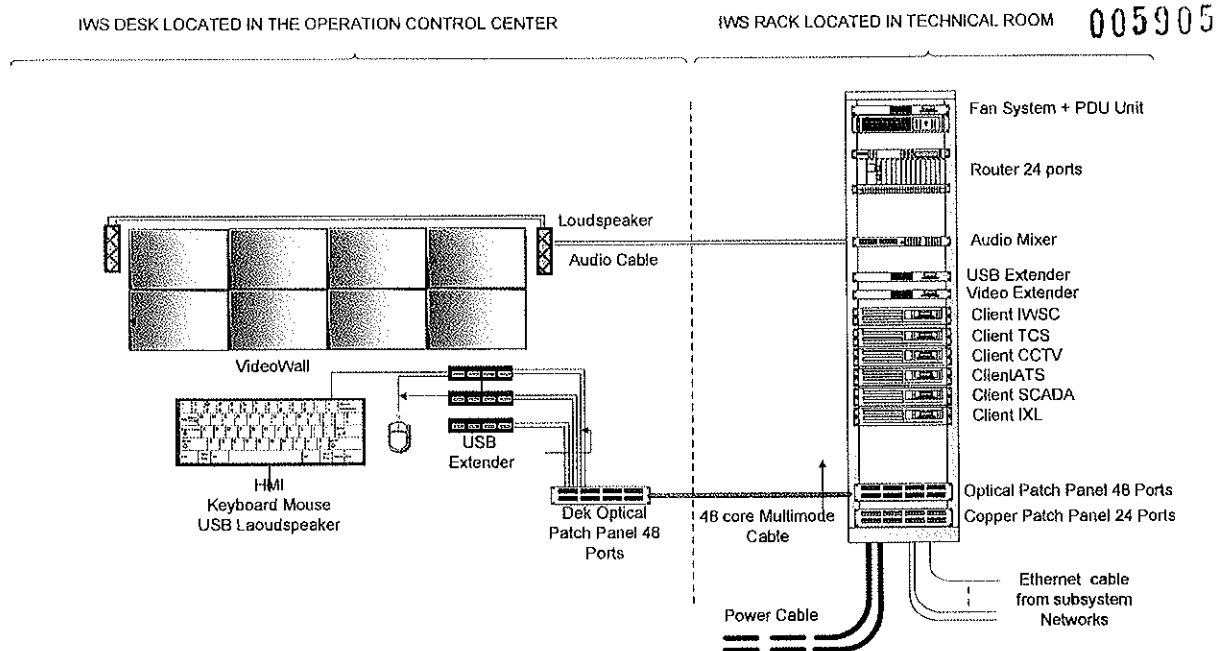 IWS DESK LOCATED IN THE OPERATION CONTROL CENTER
IWS RACK LOCATED IN TECHNICAL ROOM
005905
Fan System + PDU Unit
Router 24 ports
Loudspeaker
Audio Cable
Audio Mixer
USB Extender
Video Extender
Client IWSC
Client TCS
Client CCTV
ClientATS
Client SCADA
Client IXL
VideoWall
USB
Extender
HMI
Keyboard Mouse
USB Laoudspeaker
Dek Optical
Patch Panel 48
Ports
48 core Multimode
Cable
Optical Patch Panel 48 Ports
Copper Patch Panel 24 Ports
Ethernet cable
from subsystem
Networks
Power Cable